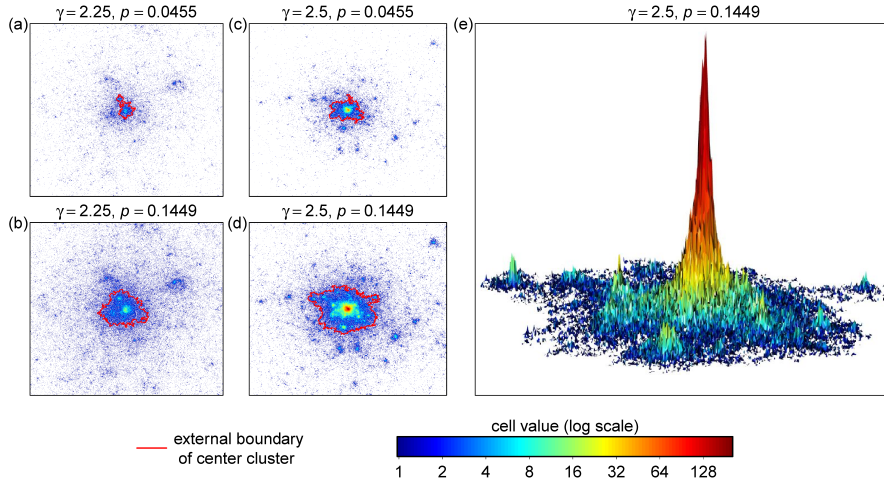 (a)
γ = 2.25, p = 0.0455
(c)
γ = 2.5, p = 0.0455
(e)
γ = 2.5, p = 0.1449
(b)
γ = 2.25, p = 0.1449
(d)
γ = 2.5, p = 0.1449
external boundary
of center cluster
cell value (log scale)
1 2 4 8 16 32 64 128